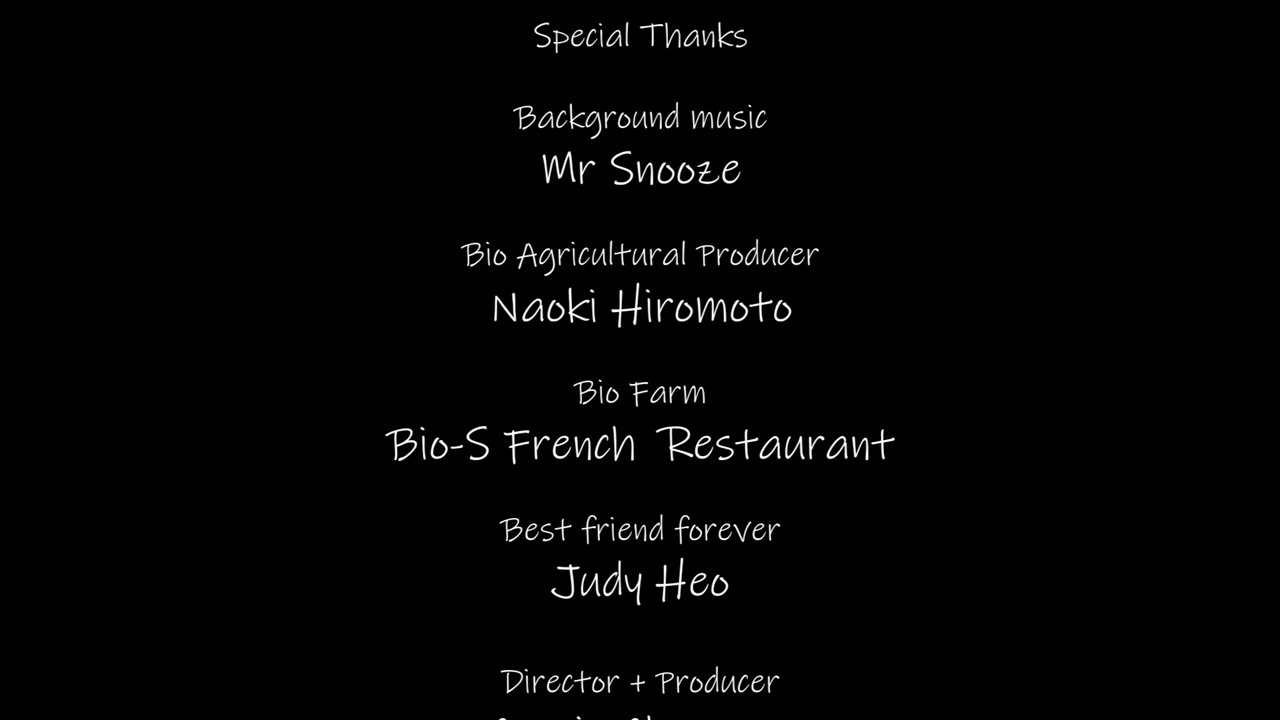 Special Thanks
Background music
Mr Snooze
Bio Agricultural Producer
Naoki Hiromoto
Bio Farm
Bio-S French Restaurant
Best friend forever
Judy Heo
Director + Producer